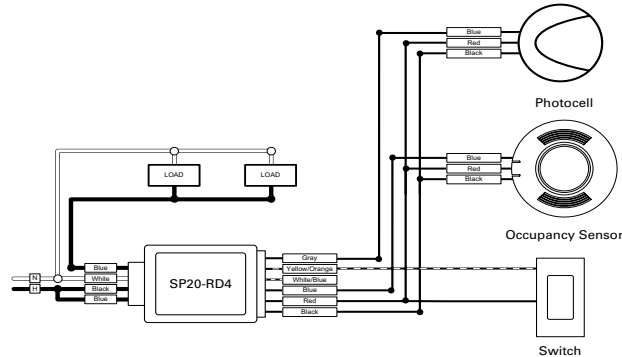 Blue
Red
Black
Photocell
Blue
Red
Black
Occupancy Sensor
LOAD
LOAD
N
H
Blue
White
Black
Blue
SP20-RD4
Gray
Yellow/Orange
White/Blue
Blue
Red
Black
Switch